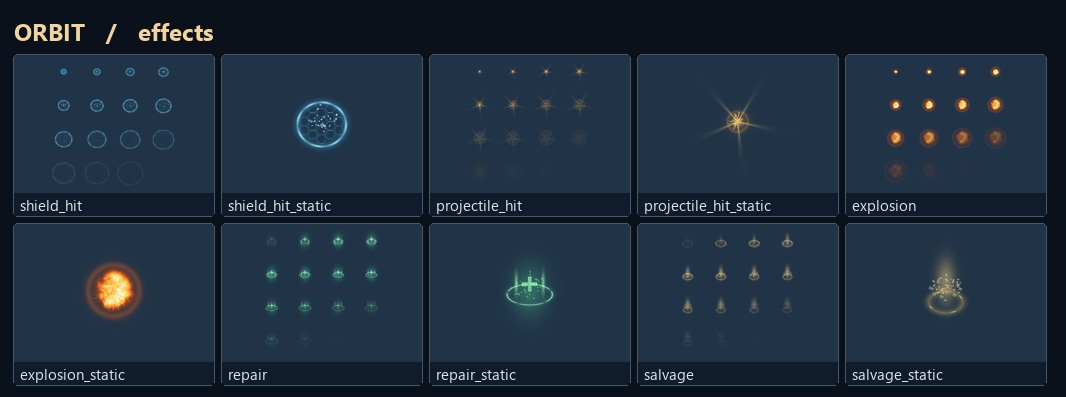 ORBIT / effects
shield_hit
shield_hit_static
projectile_hit
projectile_hit_static
explosion
explosion_static
repair
repair_static
salvage
salvage_static